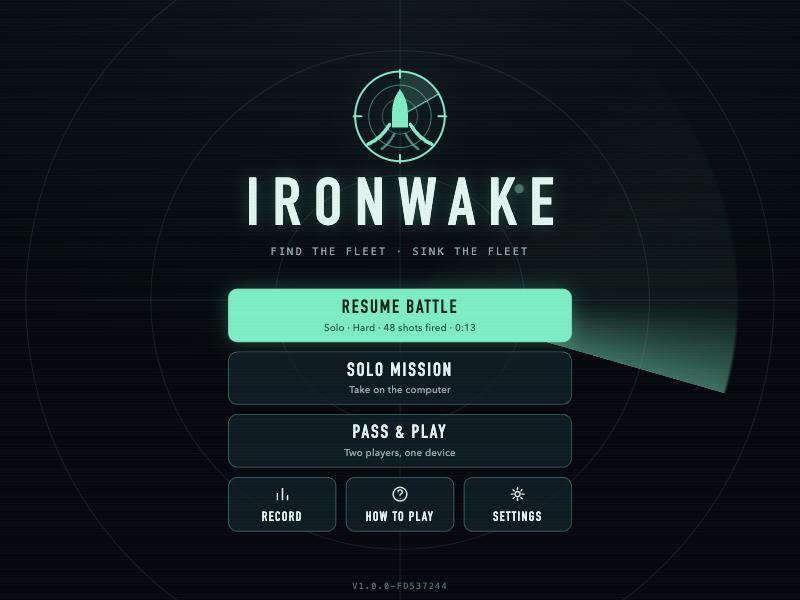 IRONWAKE
FIND THE FLEET · SINK THE FLEET
RESUME BATTLE
Solo · Hard · 48 shots fired · 0:13
SOLO MISSION
Take on the computer
PASS & PLAY
Two players, one device
RECORD
HOW TO PLAY
SETTINGS
V1.0.0-FD537244